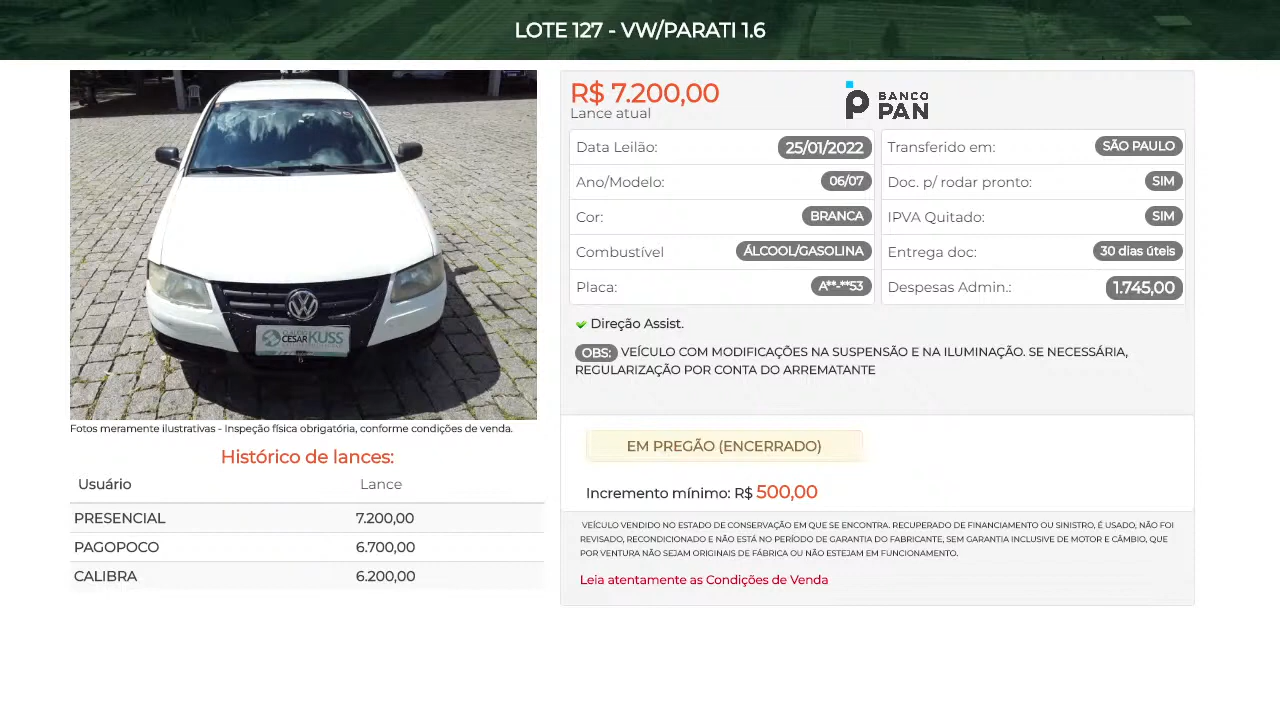 LOTE 127 - VW/PARATI 1.6
CESAR KUSS
Fotos meramente ilustrativas - Inspeção física obrigatória, conforme condições de venda.
Histórico de lances:
Usuário Lance
PRESENCIAL 7.200,00
PAGOPOCO 6.700,00
CALIBRA 6.200,00
R$ 7.200,00
Lance atual
BANCO
PAN
Data Leilão: 25/01/2022
Ano/Modelo: 06/07
Cor: BRANCA
Combustível ÁLCOOL/GASOLINA
Placa: A**-**53
Transferido em: SÃO PAULO
Doc. p/ rodar pronto: SIM
IPVA Quitado: SIM
Entrega doc: 30 dias úteis
Despesas Admin.: 1.745,00
Direção Assist.
OBS: VEÍCULO COM MODIFICAÇÕES NA SUSPENSÃO E NA ILUMINAÇÃO. SE NECESSÁRIA,
REGULARIZAÇÃO POR CONTA DO ARREMATANTE
EM PREGÃO (ENCERRADO)
Incremento mínimo: R$ 500,00
VEÍCULO VENDIDO NO ESTADO DE CONSERVAÇÃO EM QUE SE ENCONTRA. RECUPERADO DE FINANCIAMENTO OU SINISTRO, É USADO, NÃO FOI
REVISADO, RECONDICIONADO E NÃO ESTÁ NO PERÍODO DE GARANTIA DO FABRICANTE, SEM GARANTIA INCLUSIVE DE MOTOR E CÂMBIO, QUE
POR VENTURA NÃO SEJAM ORIGINAIS DE FÁBRICA OU NÃO ESTEJAM EM FUNCIONAMENTO.
Leia atentamente as Condições de Venda